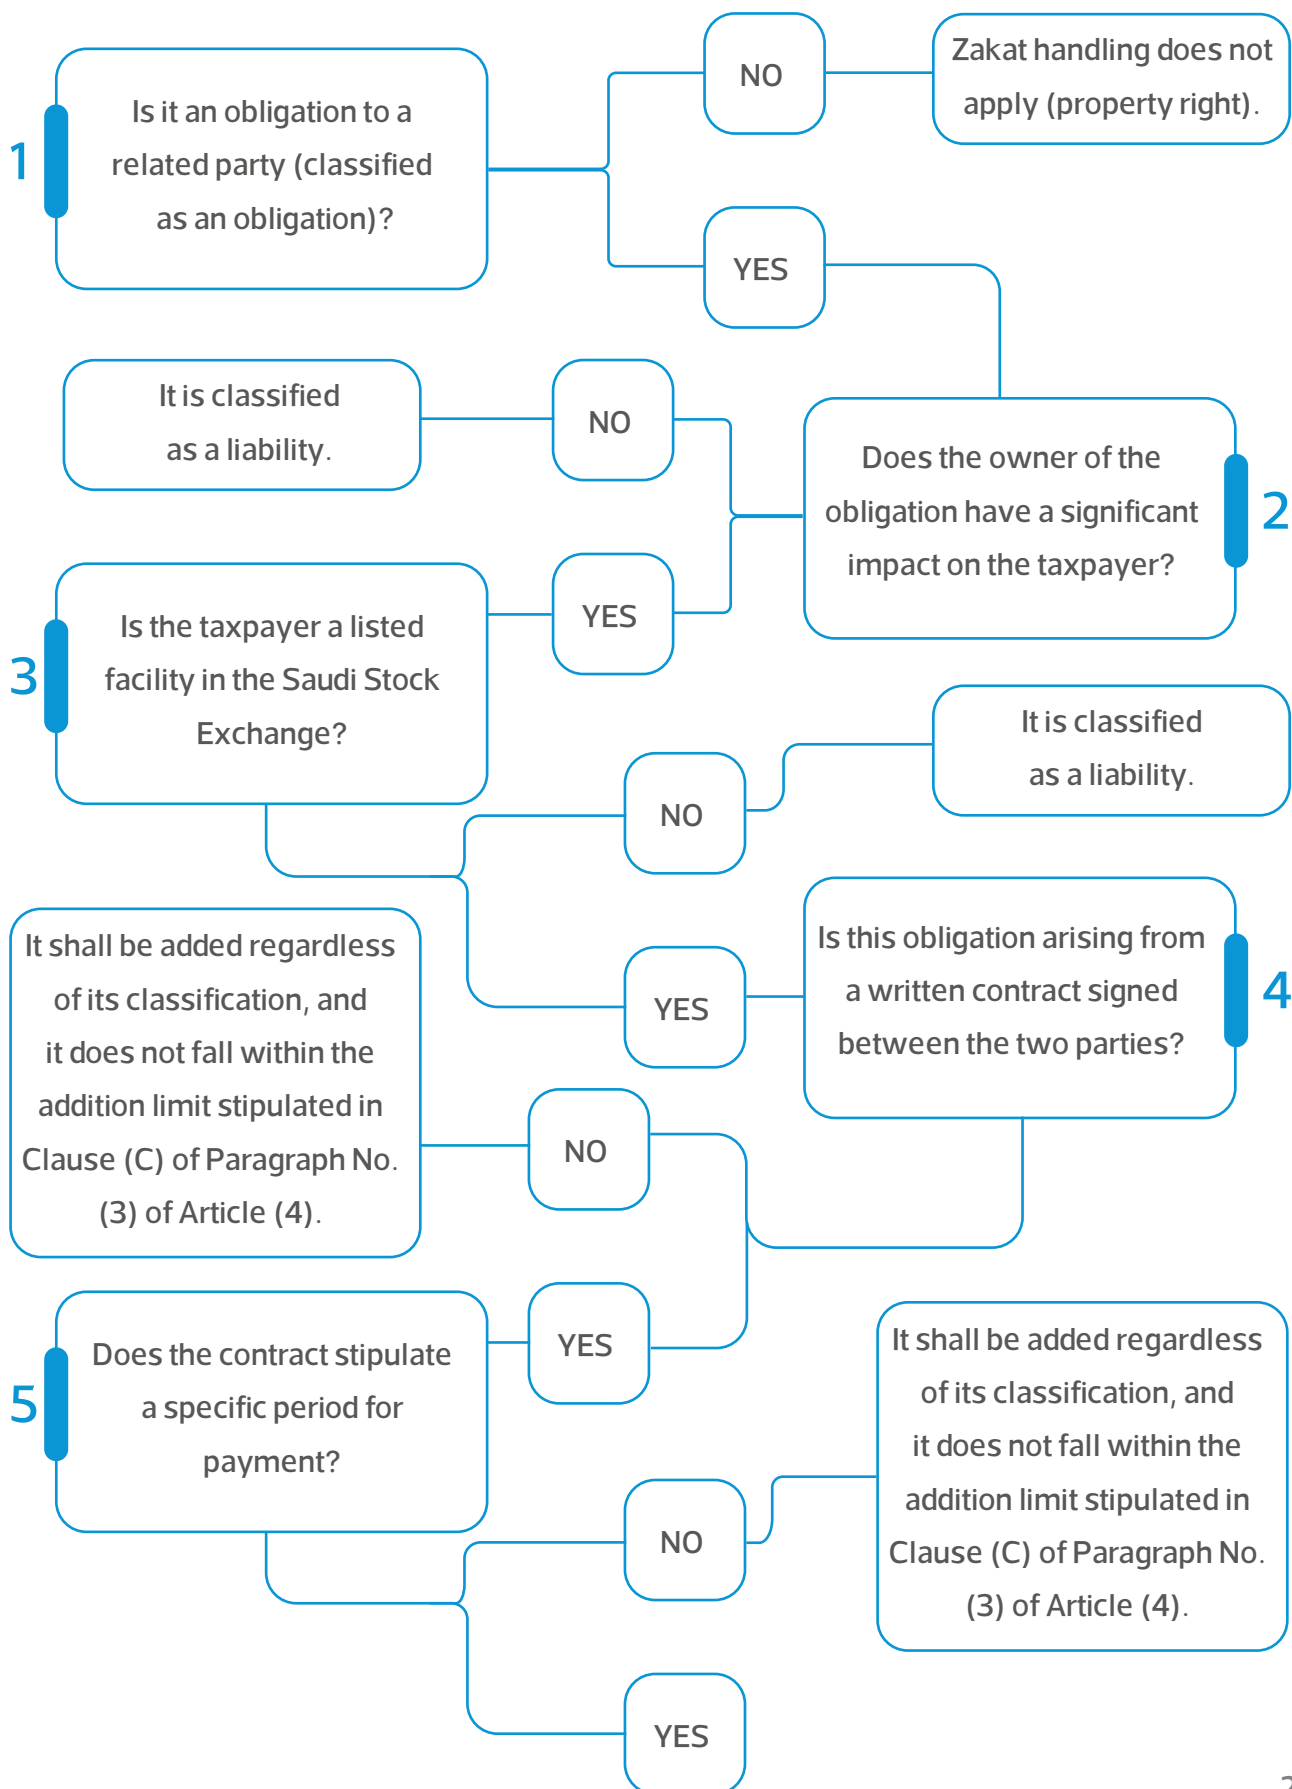 1
Is it an obligation to a
related party (classified
as an obligation)?
NO
Zakat handling does not
apply (property right).
YES
It is classified
as a liability.
NO
Does the owner of the
obligation have a significant
impact on the taxpayer?
2
3
Is the taxpayer a listed
facility in the Saudi Stock
Exchange?
YES
It is classified
as a liability.
NO
It shall be added regardless
of its classification, and
it does not fall within the
addition limit stipulated in
Clause (C) of Paragraph No.
(3) of Article (4).
YES
Is this obligation arising from
a written contract signed
between the two parties?
4
NO
5
Does the contract stipulate
a specific period for
payment?
YES
It shall be added regardless
of its classification, and
it does not fall within the
addition limit stipulated in
Clause (C) of Paragraph No.
(3) of Article (4).
NO
YES